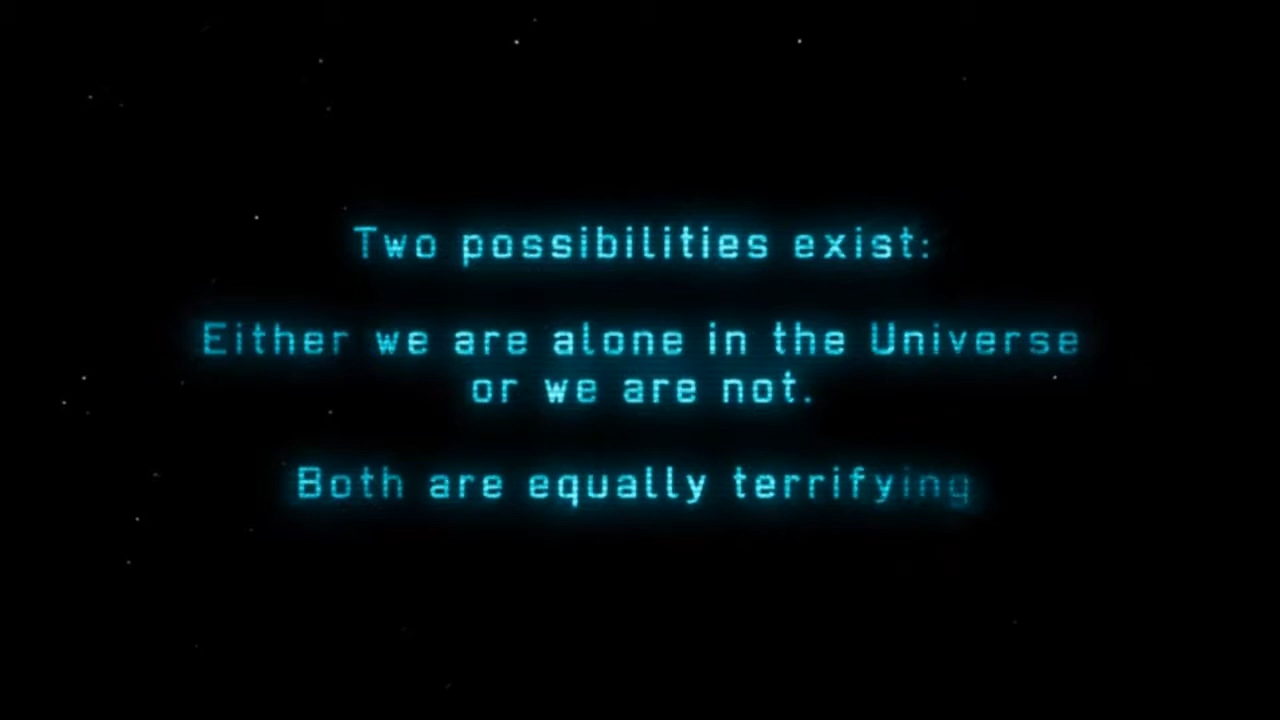 Two possibilities exist:
Either we are alone in the Universe
or we are not.
Both are equally terrifying